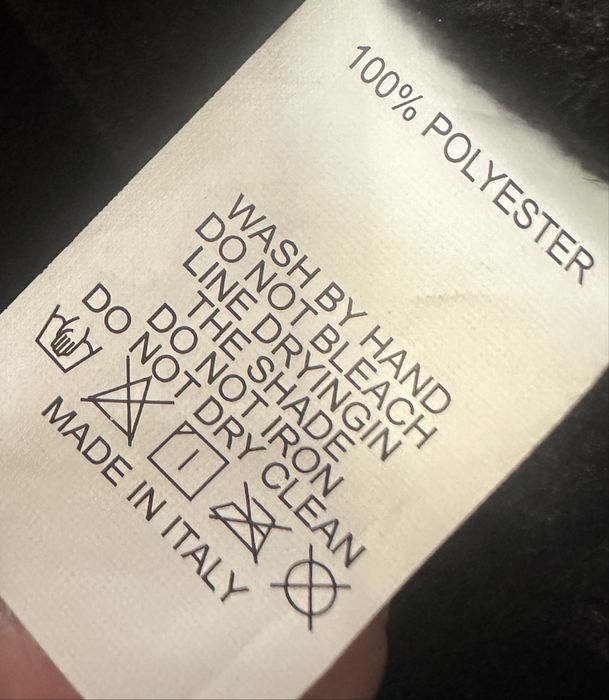 100% POLYESTER
WASH BY HAND
DO NOT BLEACH
LINE DRYINGIN
THE SHADE
DO NOT IRON
DO NOT DRY CLEAN
MADE IN ITALY